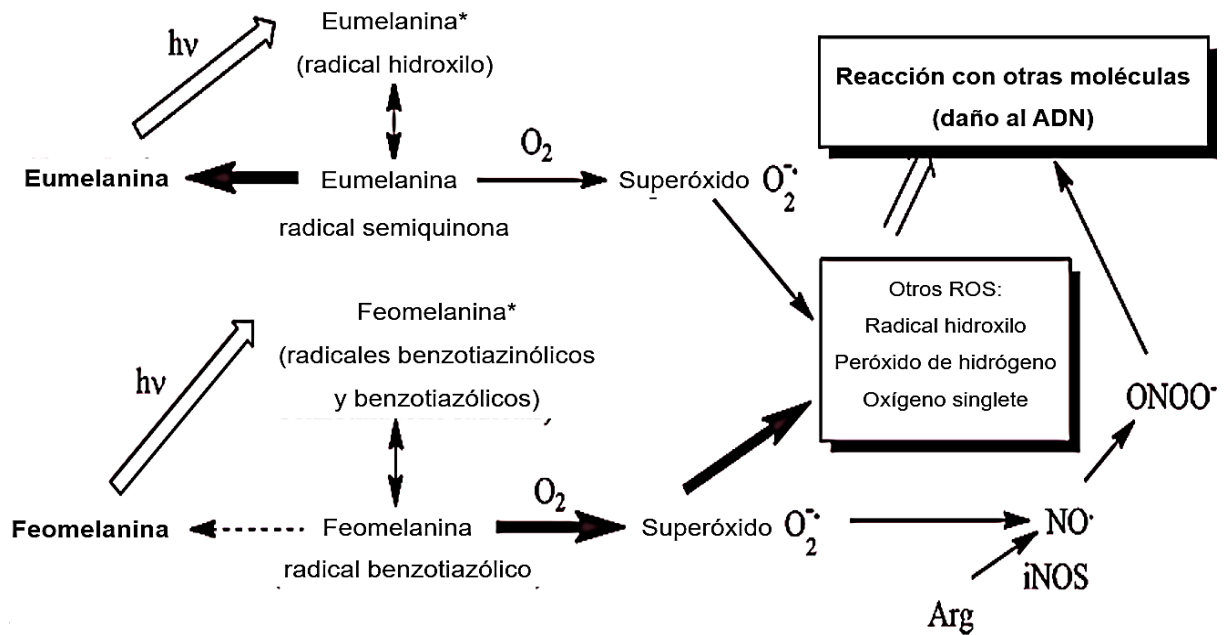 hν
Eumelanina*
(radical hidroxilo)
Eumelanina
Eumelanina
radical semiquinona
O₂
Superóxido O₂⁻·
Reacción con otras moléculas
(daño al ADN)
Otros ROS:
Radical hidroxilo
Peróxido de hidrógeno
Oxígeno singlete
hν
Feomelanina*
(radicales benzotiazinólicos
y benzotiazólicos)
Feomelanina
Feomelanina
radical benzotiazólico
O₂
Superóxido O₂⁻·
ONOO⁻
NO·
iNOS
Arg